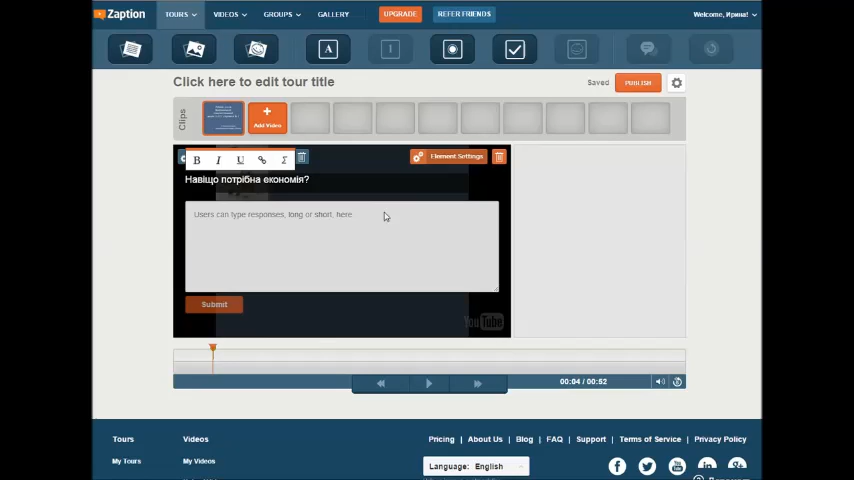 Zaption
TOURS
VIDEOS
GROUPS
GALLERY
UPGRADE
REFER FRIENDS
Welcome, Ирина!
A
I
Click here to edit tour title
Saved
PUBLISH
Clips
+
Add Video
B I U Σ
Element Settings
Навіщо потрібна економія?
Users can type responses, long or short, here
Submit
YouTube
00:04 / 00:52
Tours
Videos
Pricing | About Us | Blog | FAQ | Support | Terms of Service | Privacy Policy
My Tours
My Videos
Language: English